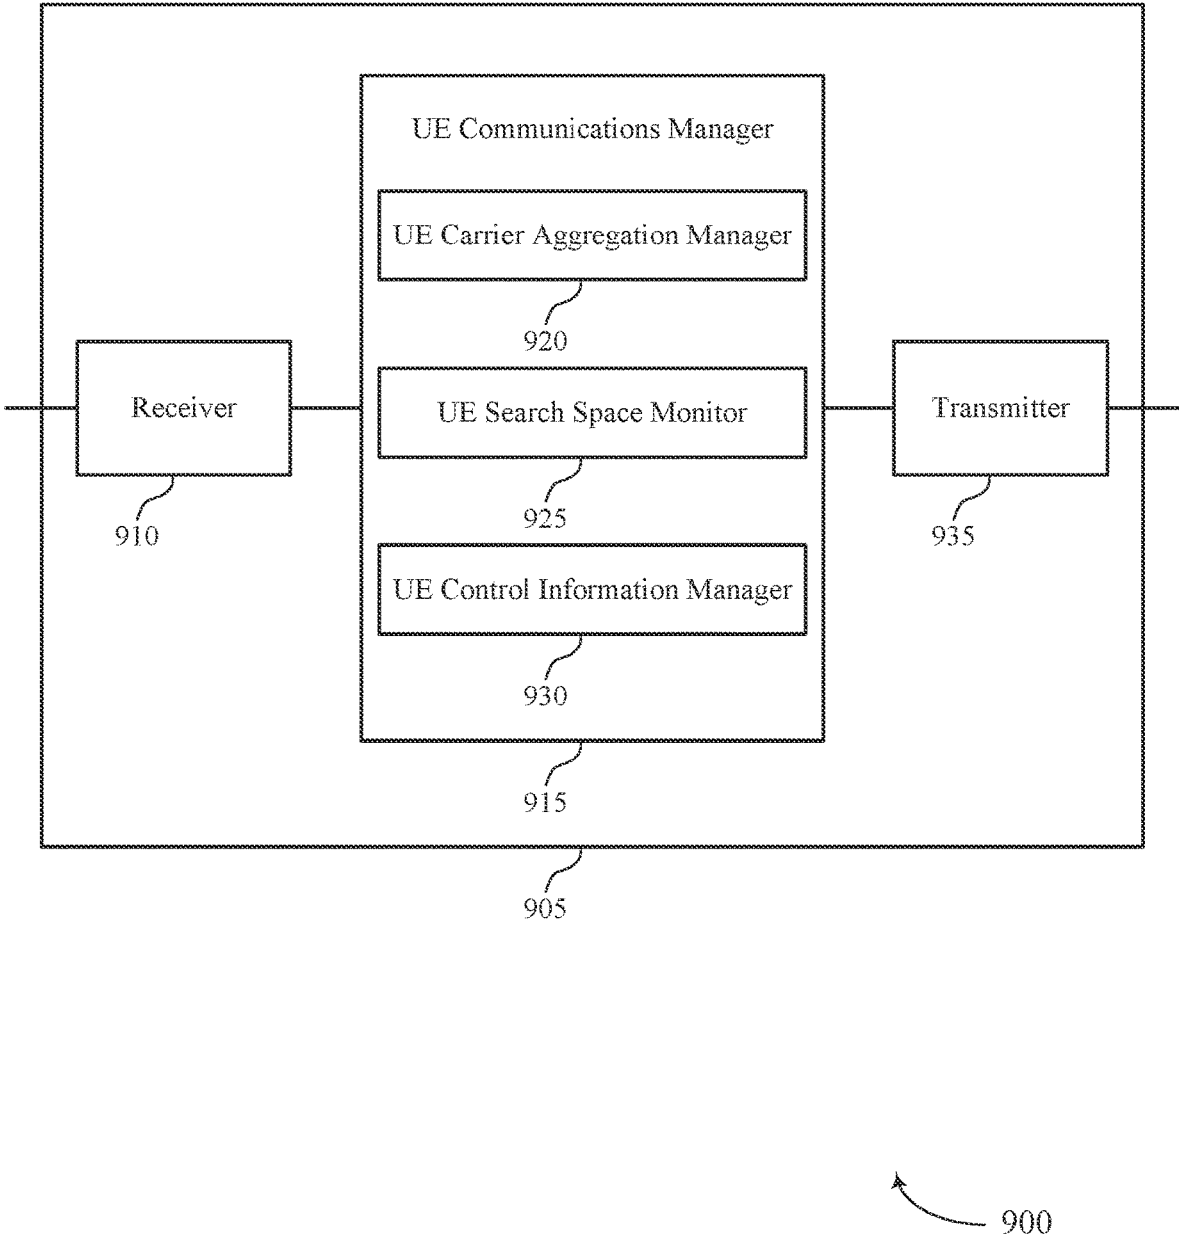 UE Communications Manager
UE Carrier Aggregation Manager
920
Receiver
UE Search Space Monitor
Transmitter
910
925
935
UE Control Information Manager
930
915
905
900